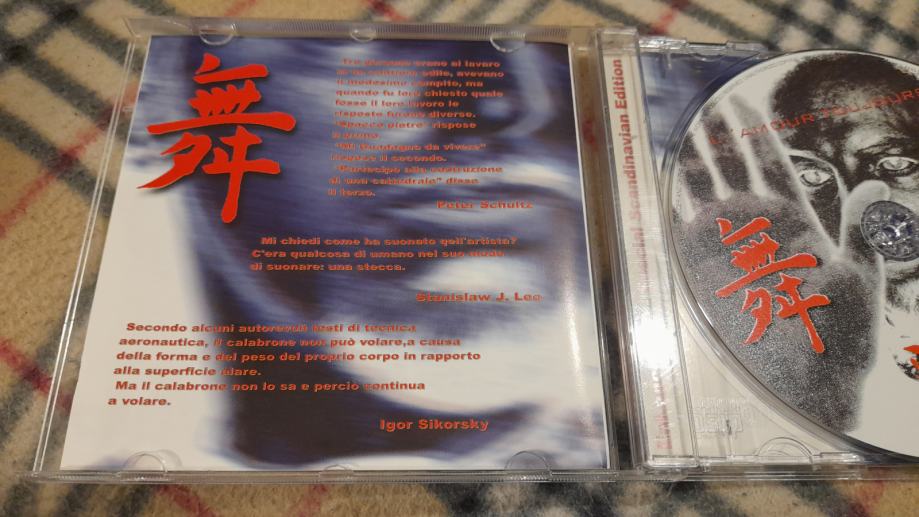 舞
Tre persone erano al lavoro
in un cantiere edile, avevano
il medesimo compito, ma
quando fu loro chiesto quale
fosse il loro lavoro le
risposte furono diverse.
"Spacco pietre" rispose
il primo.
"Mi Guadagno da vivere"
rispose il secondo.
"Partecipo alla costruzione
di una cattedrale" disse
il terzo.
Peter Schultz
Mi chiedi come ha suonato qell'artista?
C'era qualcosa di umano nel suo modo
di suonare: una stecca.
Stanislaw J. Lec
Secondo alcuni autorevoli testi di tecnica
aeronautica, il calabrone non può volare,a causa
della forma e del peso del proprio corpo in rapporto
alla superficie alare.
Ma il calabrone non lo sa e perciò continua
a volare.
Igor Sikorsky
Scandinavian Edition
L'AMOUR TOUJOURS
舞